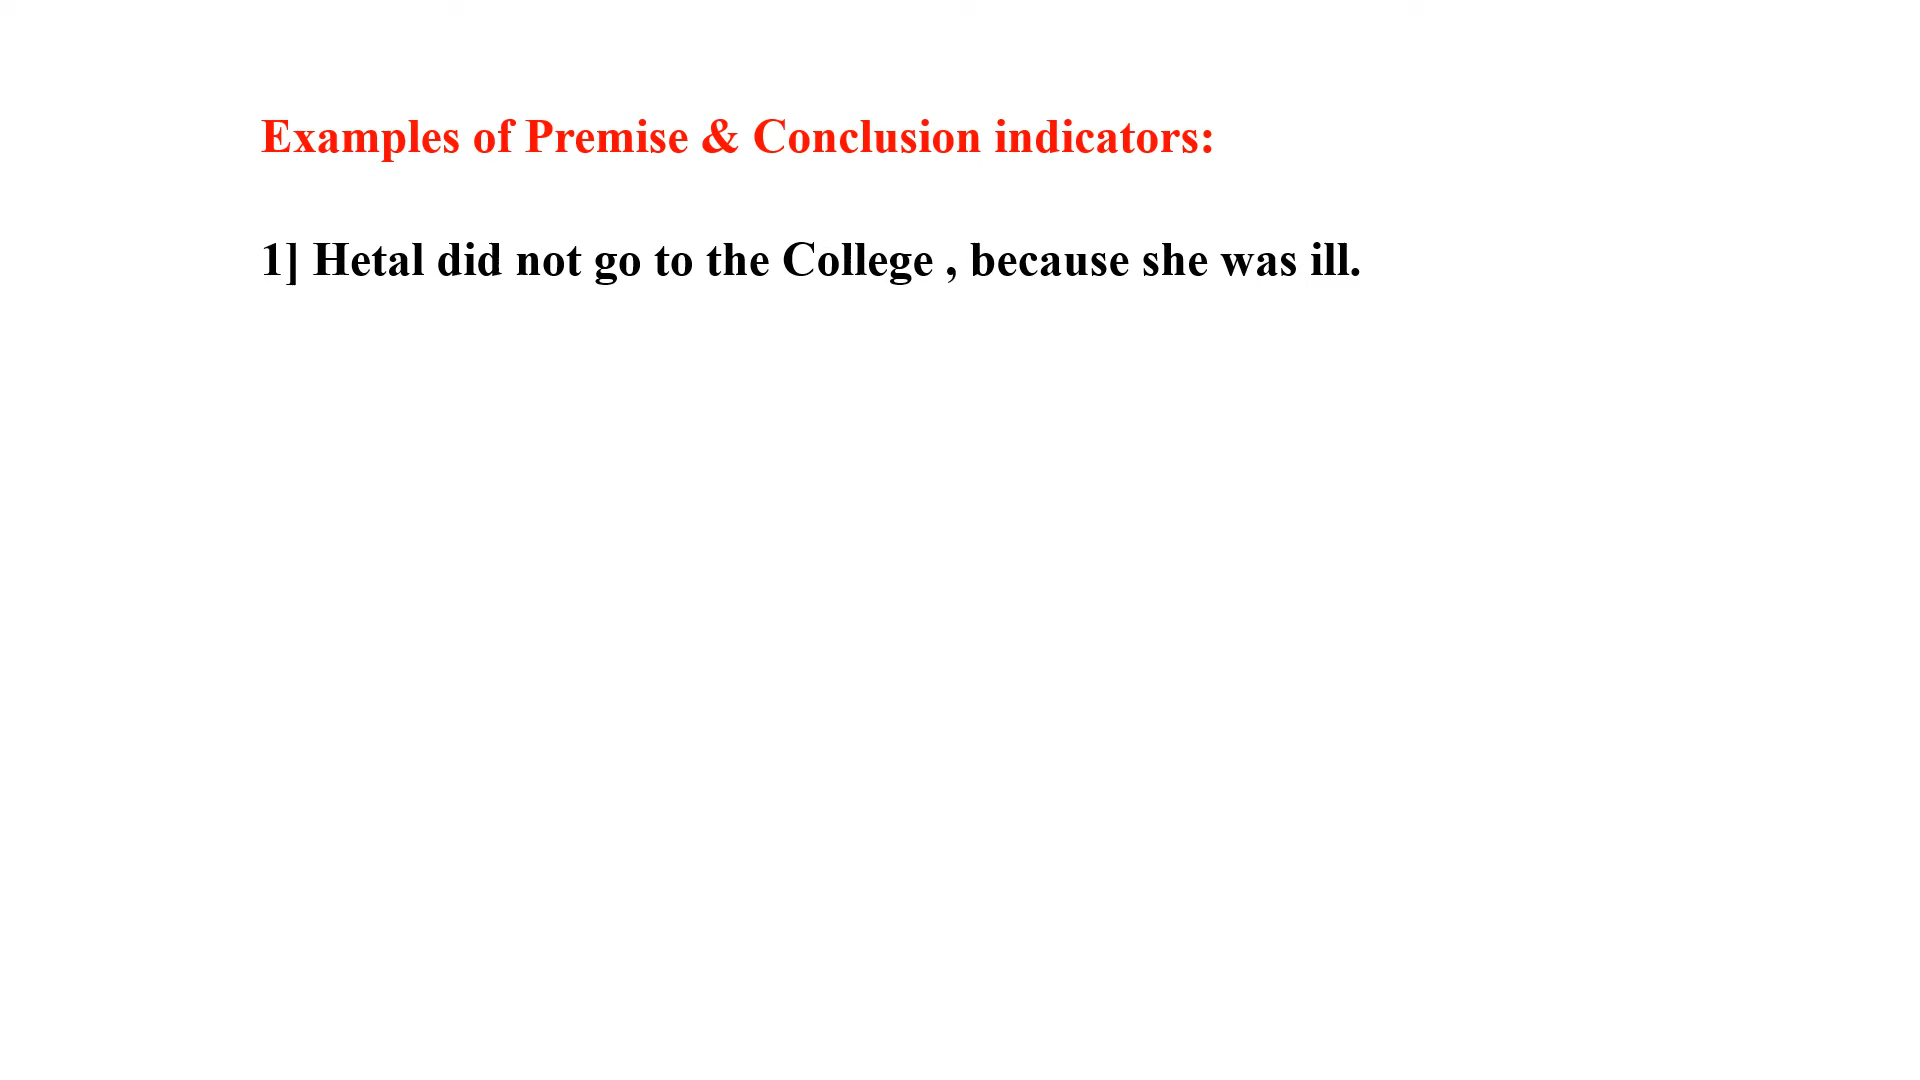 Examples of Premise & Conclusion indicators:
1] Hetal did not go to the College , because she was ill.